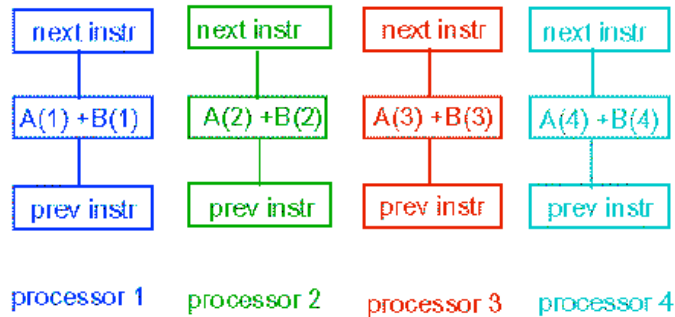 next instr next instr next instr next instr
A(1) +B(1) A(2) +B(2) A(3) +B(3) A(4) +B(4)
prev instr prev instr prev instr prev instr
processor 1 processor 2 processor 3 processor 4